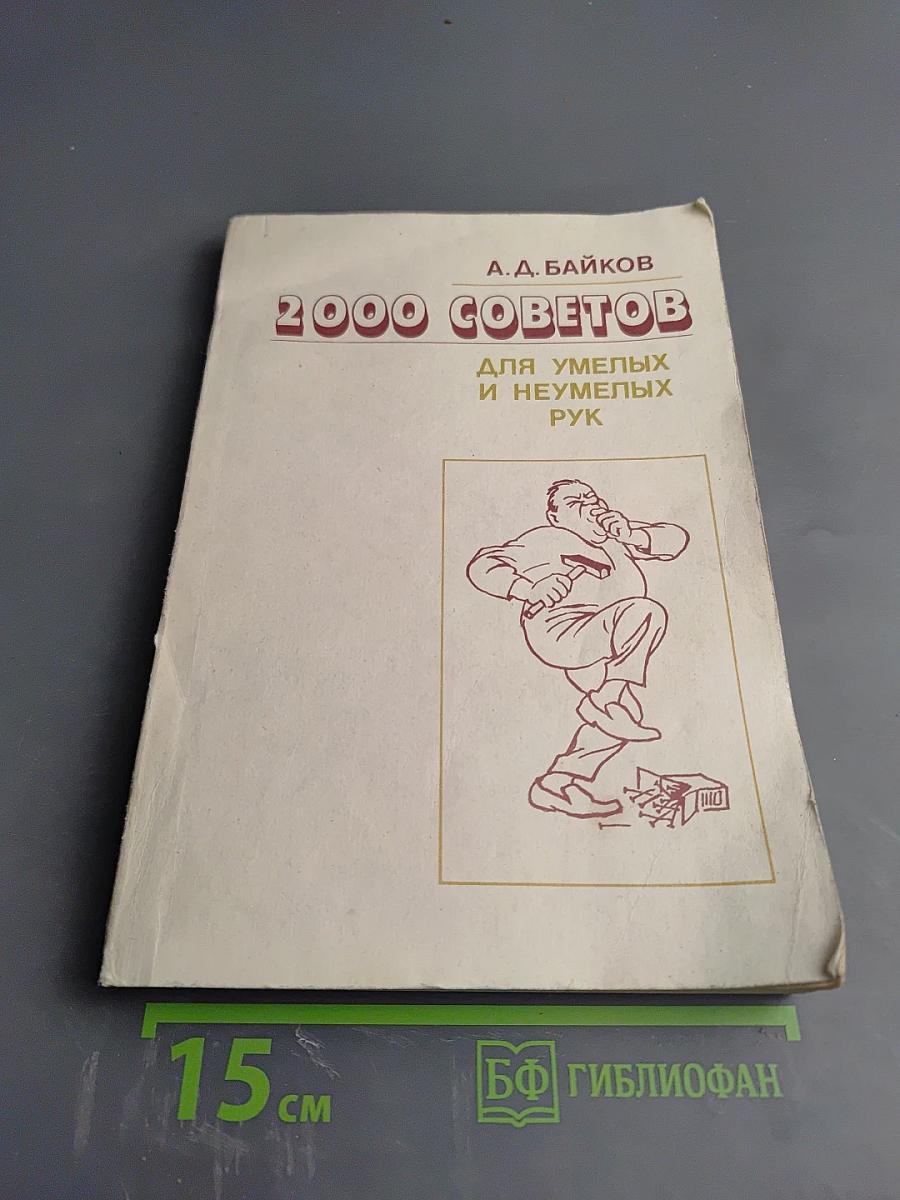 А. Д. БАЙКОВ
2000 СОВЕТОВ
ДЛЯ УМЕЛЫХ
И НЕУМЕЛЫХ
РУК
15 см
БФ ГИБЛИОФАН